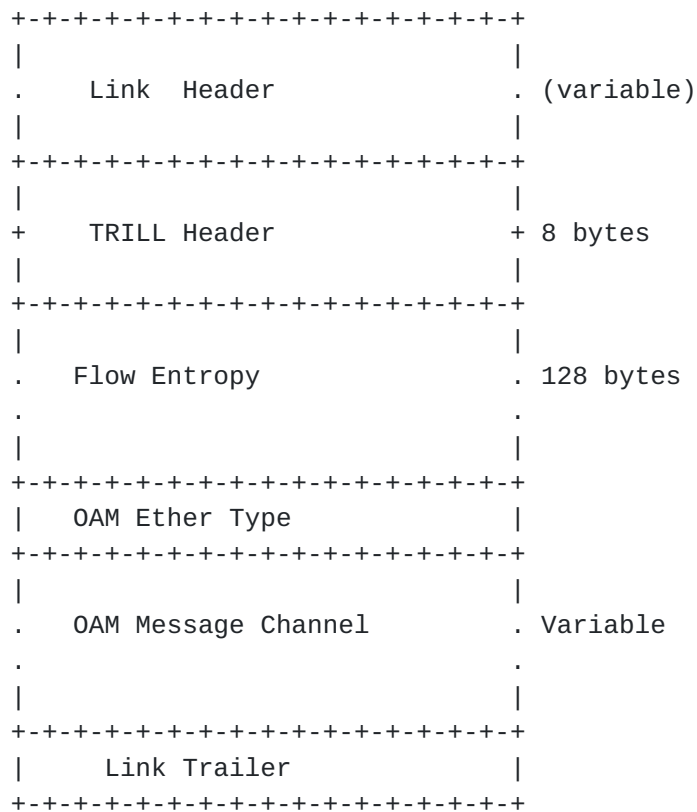 +-+-+-+-+-+-+-+-+-+-+-+-+-+-+-+-+
|                               |
.    Link  Header               . (variable)
|                               |
+-+-+-+-+-+-+-+-+-+-+-+-+-+-+-+-+
|                               |
+    TRILL Header               + 8 bytes
|                               |
+-+-+-+-+-+-+-+-+-+-+-+-+-+-+-+-+
|                               |
.   Flow Entropy                . 128 bytes
.                               .
|                               |
+-+-+-+-+-+-+-+-+-+-+-+-+-+-+-+-+
|   OAM Ether Type              |
+-+-+-+-+-+-+-+-+-+-+-+-+-+-+-+-+
|                               |
.   OAM Message Channel         . Variable
.                               .
|                               |
+-+-+-+-+-+-+-+-+-+-+-+-+-+-+-+-+
|     Link Trailer              |
+-+-+-+-+-+-+-+-+-+-+-+-+-+-+-+-+